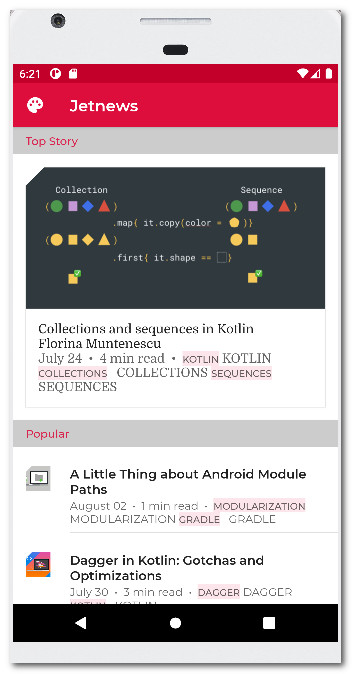 6:21
Jetnews
Top Story
Collection Sequence
( ) ( )
.map{ it.copy(color = )}
( )
.first{ it.shape == }
Collections and sequences in Kotlin
Florina Muntenescu
July 24 • 4 min read • KOTLIN KOTLIN
COLLECTIONS COLLECTIONS SEQUENCES
SEQUENCES
Popular
A Little Thing about Android Module
Paths
August 02 • 1 min read • MODULARIZATION
MODULARIZATION GRADLE GRADLE
Dagger in Kotlin: Gotchas and
Optimizations
July 30 • 3 min read • DAGGER DAGGER
KOTLIN KOTLIN